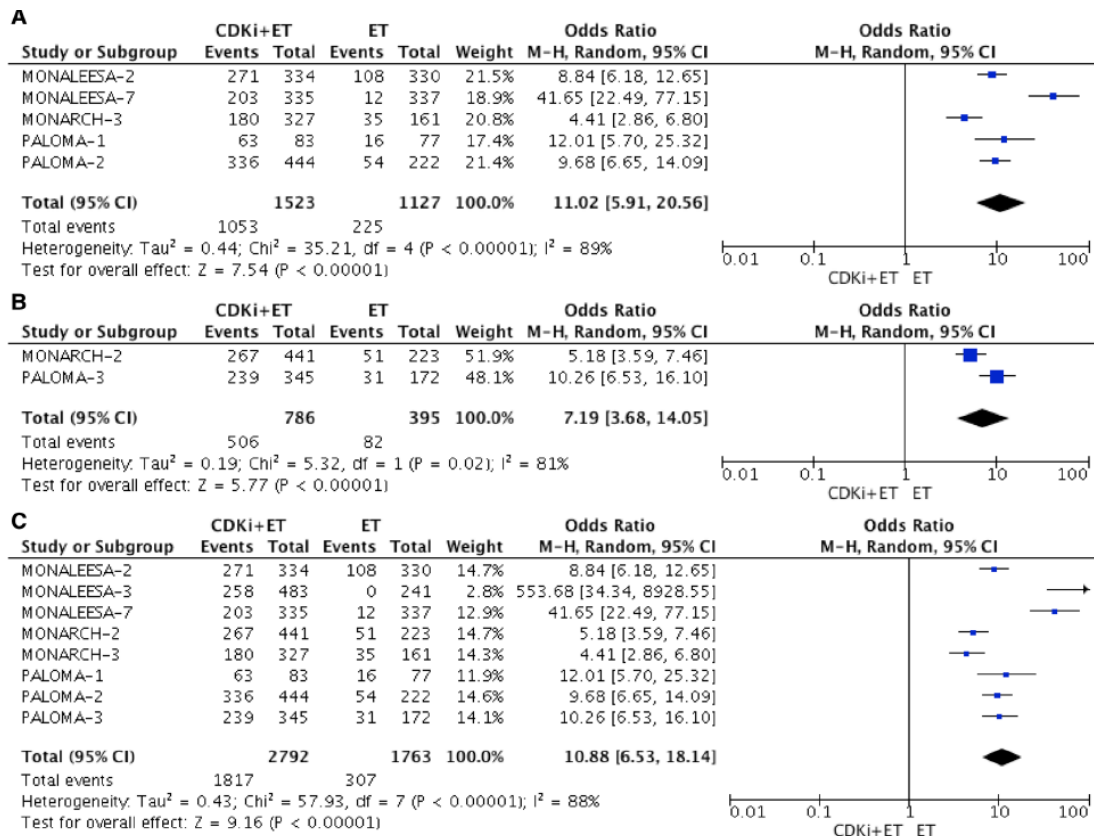 A
CDKi+ET ET Odds Ratio Odds Ratio
Study or Subgroup Events Total Events Total Weight M-H, Random, 95% CI M-H, Random, 95% CI
MONALEESA-2 271 334 108 330 21.5% 8.84 [6.18, 12.65]
MONALEESA-7 203 335 12 337 18.9% 41.65 [22.49, 77.15]
MONARCH-3 180 327 35 161 20.8% 4.41 [2.86, 6.80]
PALOMA-1 63 83 16 77 17.4% 12.01 [5.70, 25.32]
PALOMA-2 336 444 54 222 21.4% 9.68 [6.65, 14.09]
Total (95% CI) 1523 1127 100.0% 11.02 [5.91, 20.56]
Total events 1053 225
Heterogeneity: Tau² = 0.44; Chi² = 35.21, df = 4 (P < 0.00001); I² = 89%
Test for overall effect: Z = 7.54 (P < 0.00001)
0.01 0.1 1 10 100
CDKi+ET ET
B
CDKi+ET ET Odds Ratio Odds Ratio
Study or Subgroup Events Total Events Total Weight M-H, Random, 95% CI M-H, Random, 95% CI
MONARCH-2 267 441 51 223 51.9% 5.18 [3.59, 7.46]
PALOMA-3 239 345 31 172 48.1% 10.26 [6.53, 16.10]
Total (95% CI) 786 395 100.0% 7.19 [3.68, 14.05]
Total events 506 82
Heterogeneity: Tau² = 0.19; Chi² = 5.32, df = 1 (P = 0.02); I² = 81%
Test for overall effect: Z = 5.77 (P < 0.00001)
0.01 0.1 1 10 100
CDKi+ET ET
C
CDKi+ET ET Odds Ratio Odds Ratio
Study or Subgroup Events Total Events Total Weight M-H, Random, 95% CI M-H, Random, 95% CI
MONALEESA-2 271 334 108 330 14.7% 8.84 [6.18, 12.65]
MONALEESA-3 258 483 0 241 2.8% 553.68 [34.34, 8928.55]
MONALEESA-7 203 335 12 337 12.9% 41.65 [22.49, 77.15]
MONARCH-2 267 441 51 223 14.7% 5.18 [3.59, 7.46]
MONARCH-3 180 327 35 161 14.3% 4.41 [2.86, 6.80]
PALOMA-1 63 83 16 77 11.9% 12.01 [5.70, 25.32]
PALOMA-2 336 444 54 222 14.6% 9.68 [6.65, 14.09]
PALOMA-3 239 345 31 172 14.1% 10.26 [6.53, 16.10]
Total (95% CI) 2792 1763 100.0% 10.88 [6.53, 18.14]
Total events 1817 307
Heterogeneity: Tau² = 0.43; Chi² = 57.93, df = 7 (P < 0.00001); I² = 88%
Test for overall effect: Z = 9.16 (P < 0.00001)
0.01 0.1 1 10 100
CDKi+ET ET